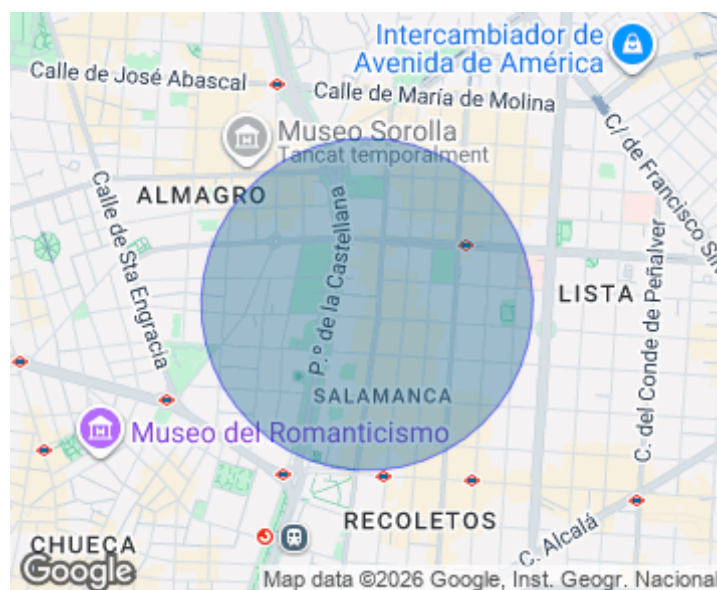 Intercambiador de
Avenida de América
Calle de José Abascal
Calle de María de Molina
Museo Sorolla
Tancat temporalment
C/ de Francisco Sil
ALMAGRO
Calle de Sta Engracia
P.º de la Castellana
LISTA
C. del Conde de Peñalver
SALAMANCA
Museo del Romanticismo
RECOLETOS
C. Alcalá
CHUECA
Google
Map data ©2026 Google, Inst. Geogr. Nacional